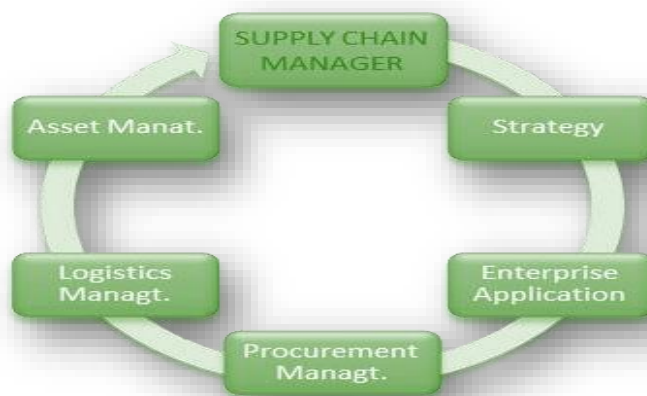 SUPPLY CHAIN
MANAGER
Strategy
Enterprise
Application
Procurement
Managt.
Logistics
Managt.
Asset Manat.